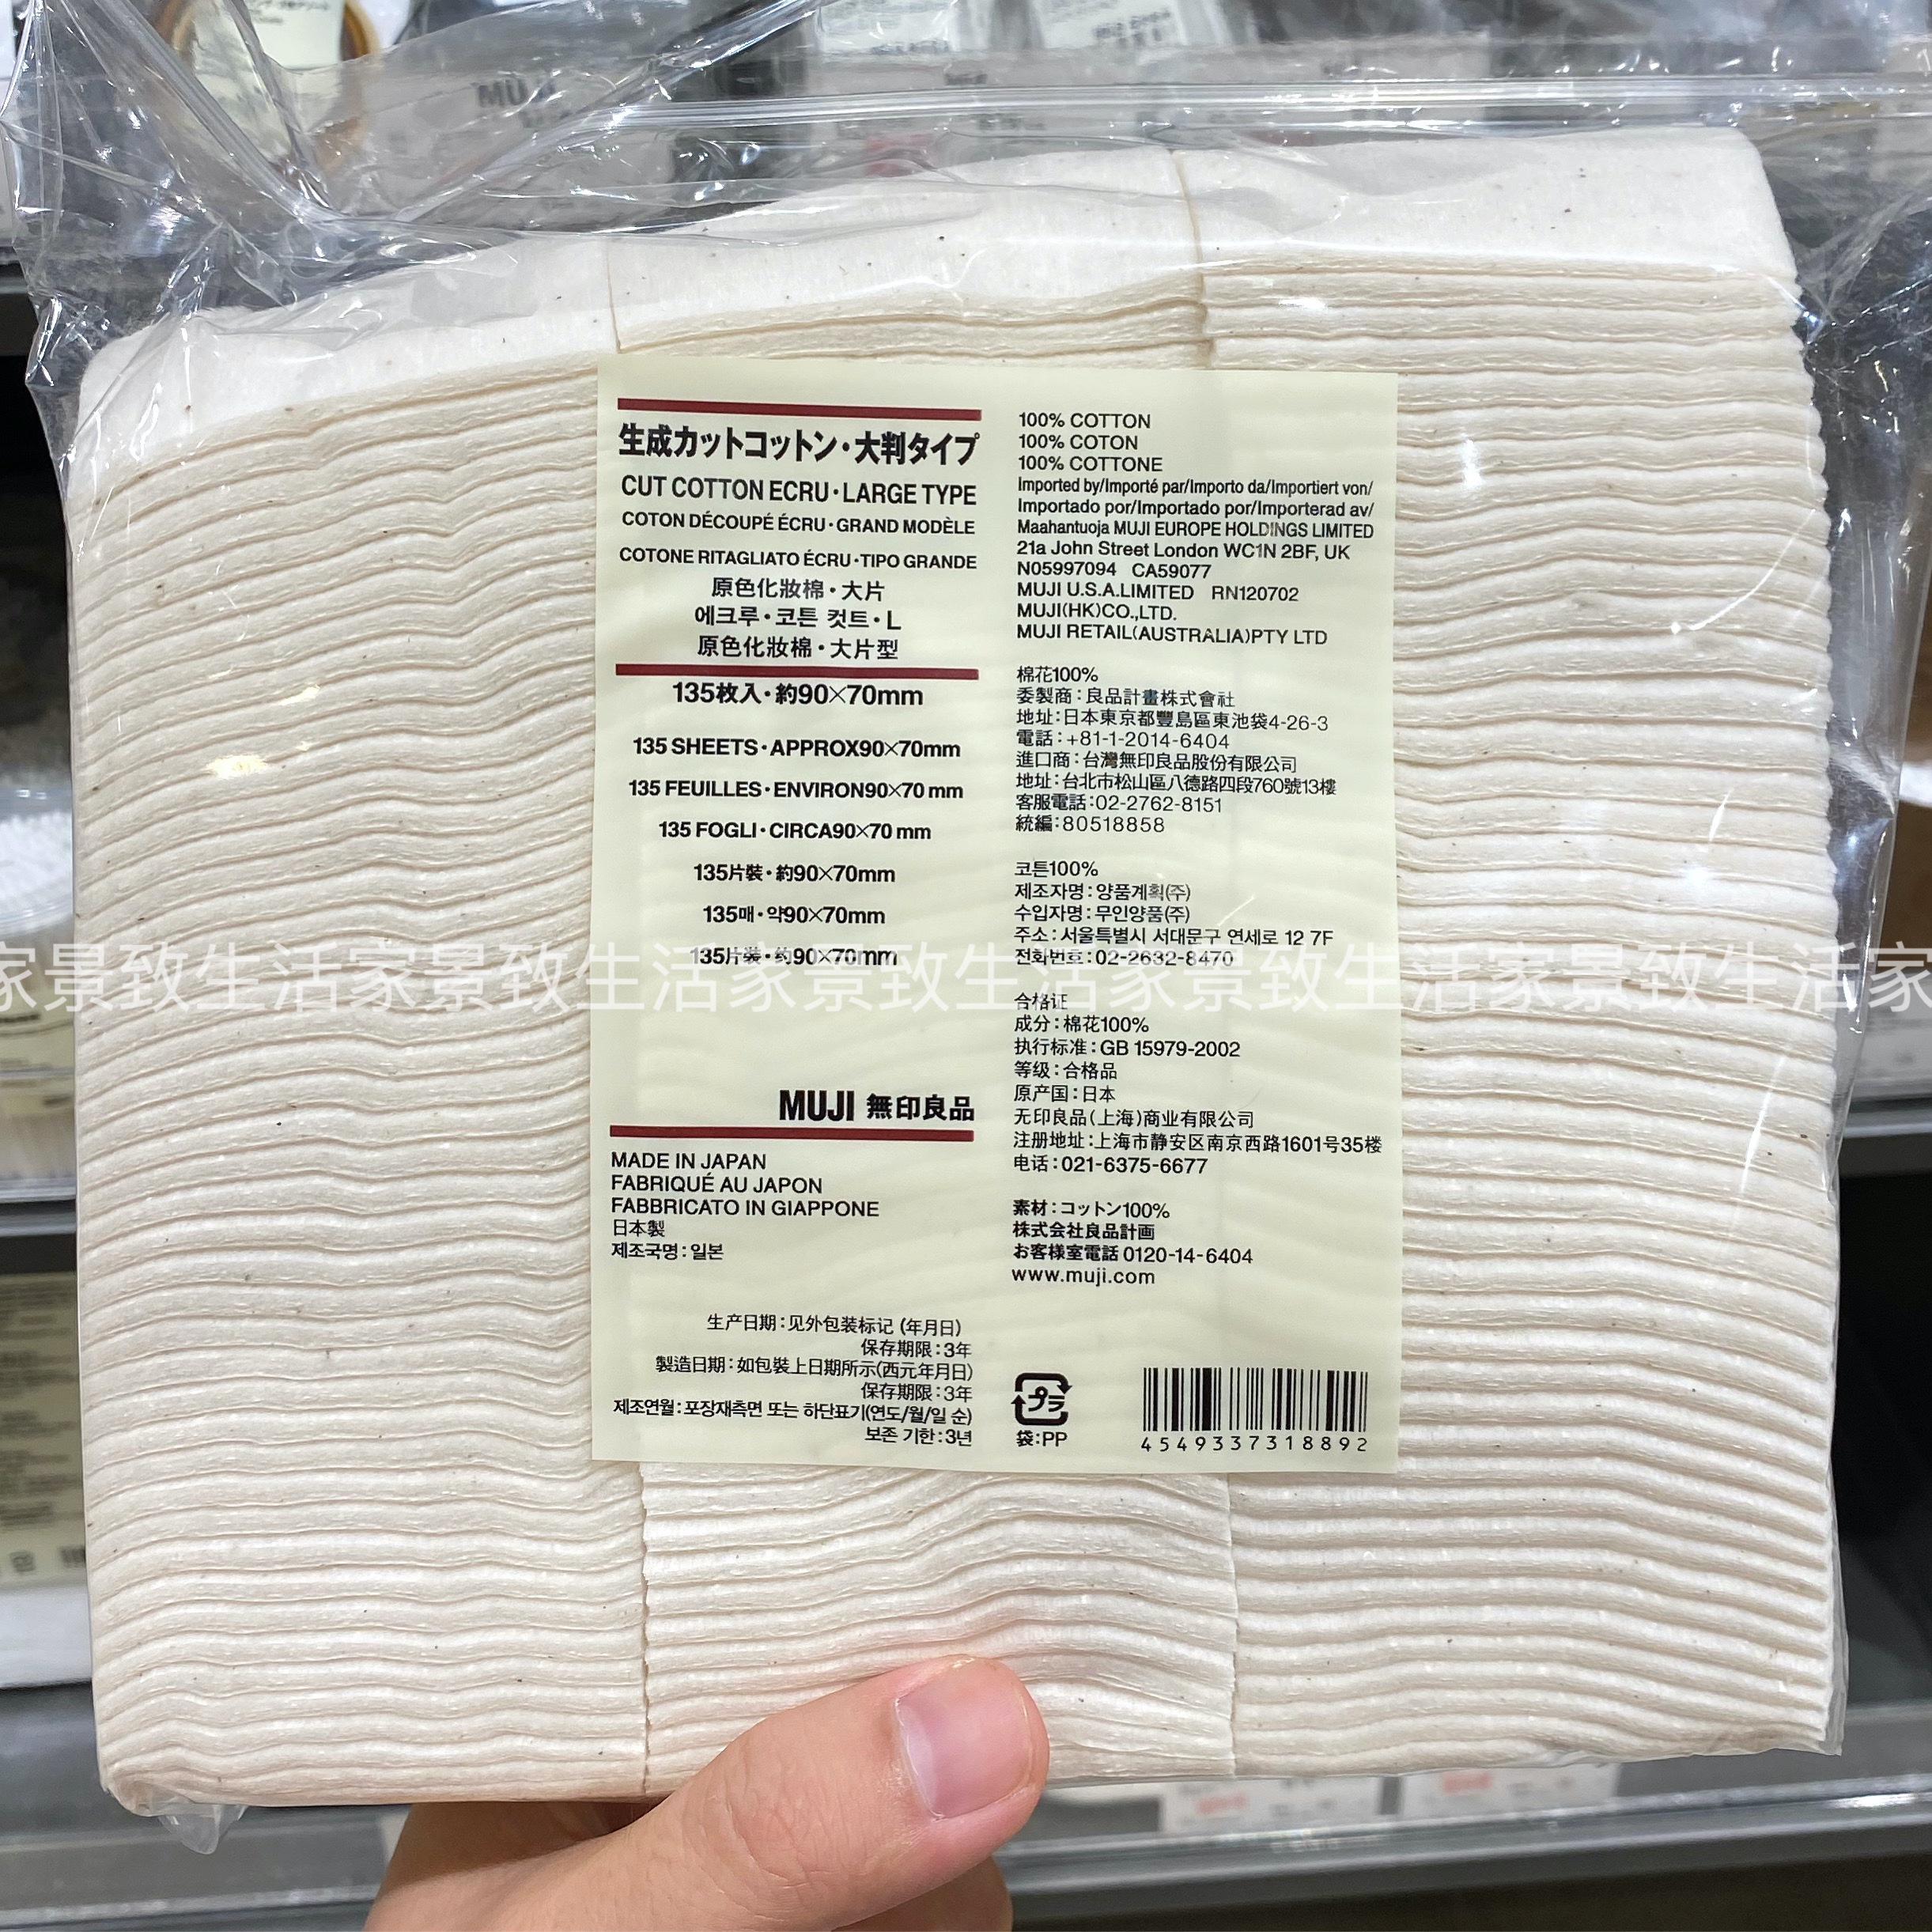 生成カットコットン・大判タイプ
CUT COTTON ECRU・LARGE TYPE
COTON DÉCOUPÉ ÉCRU・GRAND MODÈLE
COTONE RITAGLIATO ÉCRU・TIPO GRANDE
原色化妝棉・大片
에크루・코튼 컷트・L
原色化妝棉・大片型
135枚入・約90×70mm
135 SHEETS・APPROX90×70mm
135 FEUILLES・ENVIRON90×70 mm
135 FOGLI・CIRCA90×70 mm
135片裝・約90×70mm
135매・약90×70mm
135片装・約90×70mm
MUJI 無印良品
MADE IN JAPAN
FABRIQUÉ AU JAPON
FABBRICATO IN GIAPPONE
日本製
제조국명:일본
生产日期:见外包装标记 (年月日)
保存期限:3年
製造日期:如包裝上日期所示(西元年月日)
保存期限:3年
제조연월:포장재측면 또는 하단표기(연도/월/일 순)
보존 기한:3년
100% COTTON
100% COTON
100% COTTONE
Imported by/Importé par/Importo da/Importiert von/
Importado por/Importado por/Importerad av/
Maahantuoja MUJI EUROPE HOLDINGS LIMITED
21a John Street London WC1N 2BF, UK
N05997094 CA59077
MUJI U.S.A.LIMITED RN120702
MUJI(HK)CO.,LTD.
MUJI RETAIL(AUSTRALIA)PTY LTD
棉花100%
委製商:良品計畫株式會社
地址:日本東京都豐島區東池袋4-26-3
電話:+81-1-2014-6404
進口商:台灣無印良品股份有限公司
地址:台北市松山區八德路四段760號13樓
客服電話:02-2762-8151
統編:80518858
코튼100%
제조자명:양품계획(주)
수입자명:무인양품(주)
주소:서울특별시 서대문구 연세로 12 7F
전화번호:02-2632-8470
合格证
成分:棉花100%
执行标准:GB 15979-2002
等级:合格品
原产国:日本
无印良品(上海)商业有限公司
注册地址:上海市静安区南京西路1601号35楼
电话:021-6375-6677
素材:コットン100%
株式会社良品計画
お客様室電話 0120-14-6404
www.muji.com
プラ
袋:PP
4549337318892
家景致生活家景致生活家景致生活家景致生活家景致生活家
MUJI